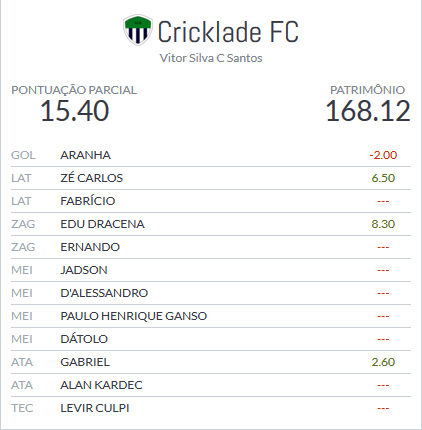 Cricklade FC
Vitor Silva C Santos
PONTUAÇÃO PARCIAL PATRIMÔNIO
15.40 168.12
GOL ARANHA -2.00
LAT ZÉ CARLOS 6.50
LAT FABRÍCIO ---
ZAG EDU DRACENA 8.30
ZAG ERNANDO ---
MEI JADSON ---
MEI D'ALESSANDRO ---
MEI PAULO HENRIQUE GANSO ---
MEI DÁTOLO ---
ATA GABRIEL 2.60
ATA ALAN KARDEC ---
TEC LEVIR CULPI ---